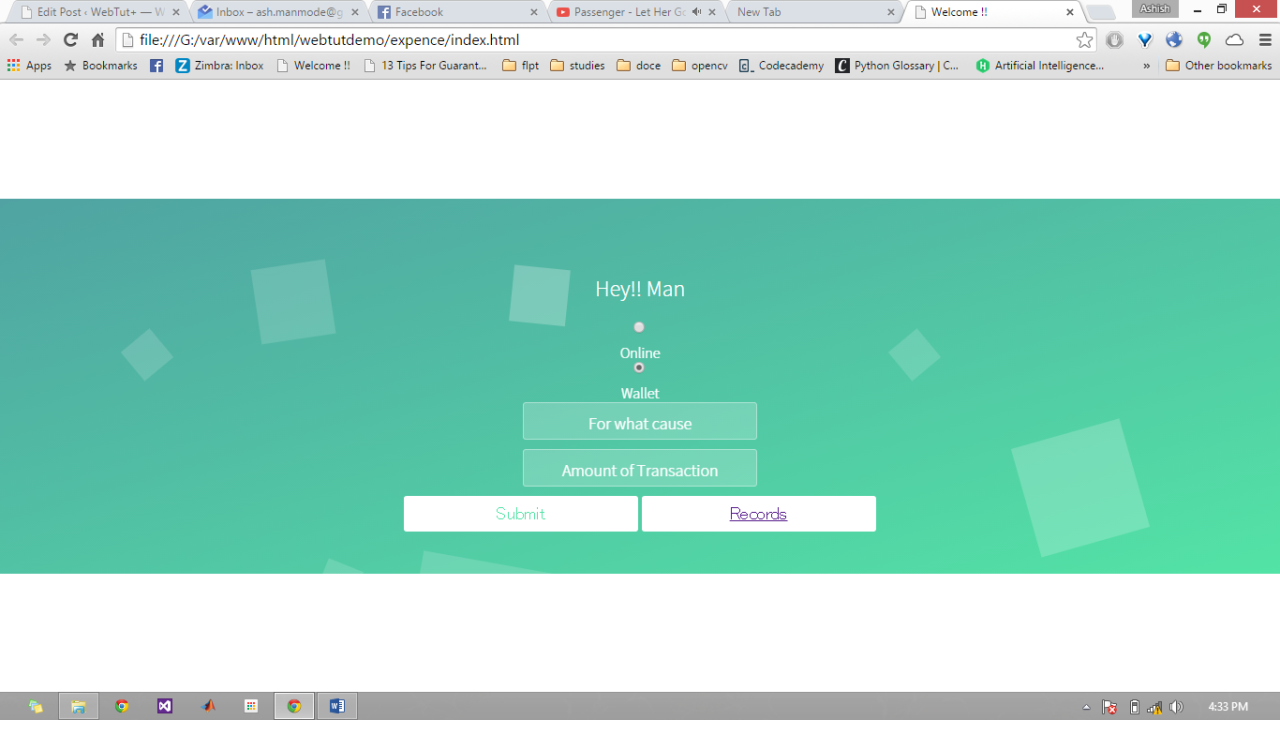 Edit Post ‹ WebTut+ — W
Inbox – ash.manmode@g
Facebook
Passenger - Let Her Go
New Tab
Welcome !!
Ashish
file:///G:/var/www/html/webtutdemo/expence/index.html
Apps
Bookmarks
Zimbra: Inbox
Welcome !!
13 Tips For Guarant...
flpt
studies
doce
opencv
Codecademy
Python Glossary | C...
Artificial Intelligence...
»
Other bookmarks
Hey!! Man
Online
Wallet
For what cause
Amount of Transaction
Submit
Records
4:33 PM